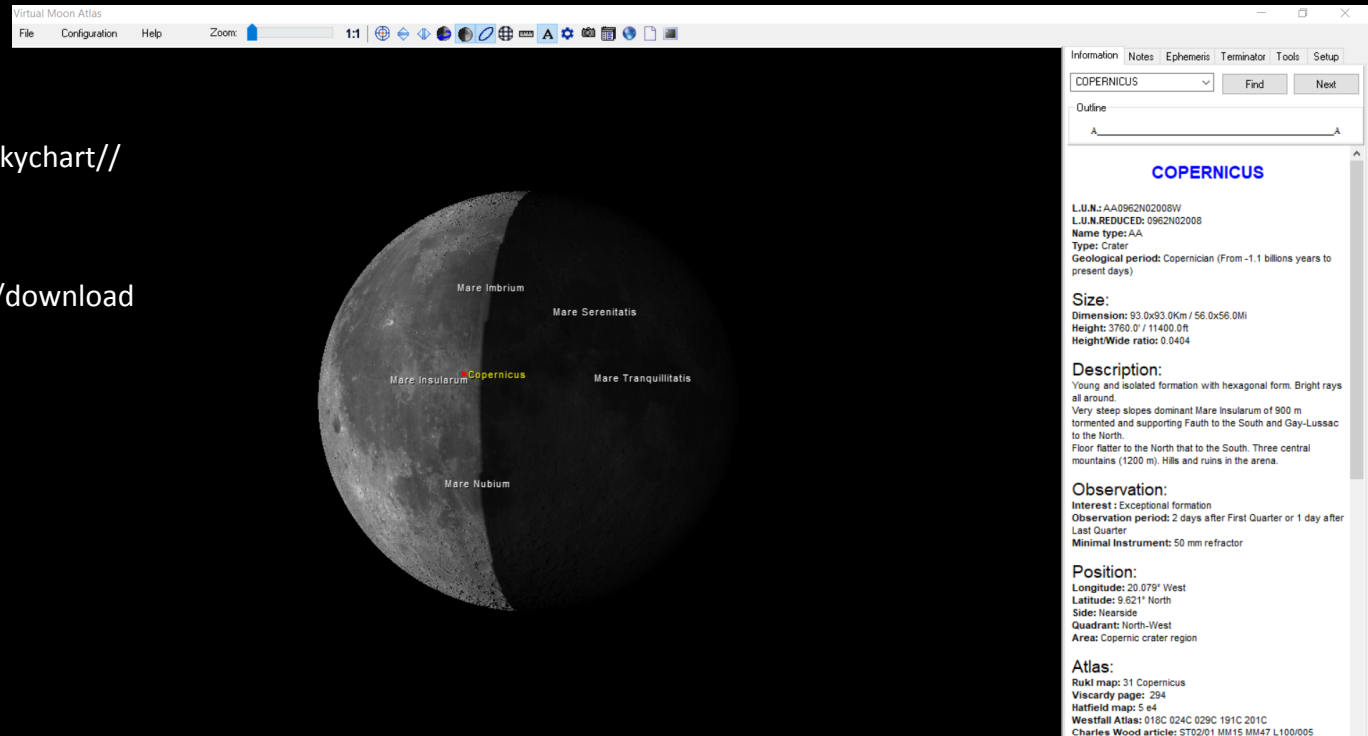 Virtual Moon Atlas
File Configuration Help Zoom: 1:1 A
Information Notes Ephemeris Terminator Tools Setup
COPERNICUS Find Next
Outline
A A
kychart//
/download
Mare Imbrium
Mare Serenitatis
Copernicus
Mare Insularum
Mare Tranquillitatis
Mare Nubium
COPERNICUS
L.U.N.: AA0962N02008W
L.U.N.REDUCED: 0962N02008
Name type: AA
Type: Crater
Geological period: Copernician (From -1.1 billions years to
present days)
Size:
Dimension: 93.0x93.0Km / 56.0x56.0Mi
Height: 3760.0' / 11400.0ft
Height/Wide ratio: 0.0404
Description:
Young and isolated formation with hexagonal form. Bright rays
all around.
Very steep slopes dominant Mare Insularum of 900 m
tormented and supporting Fauth to the South and Gay-Lussac
to the North.
Floor flatter to the North that to the South. Three central
mountains (1200 m). Hills and ruins in the arena.
Observation:
Interest : Exceptional formation
Observation period: 2 days after First Quarter or 1 day after
Last Quarter
Minimal Instrument: 50 mm refractor
Position:
Longitude: 20.079° West
Latitude: 9.621° North
Side: Nearside
Quadrant: North-West
Area: Copernic crater region
Atlas:
Rukl map: 31 Copernicus
Viscardy page: 294
Hatfield map: 5 e4
Westfall Atlas: 018C 024C 029C 191C 201C
Charles Wood article: ST02/01 MM15 MM47 L100/005